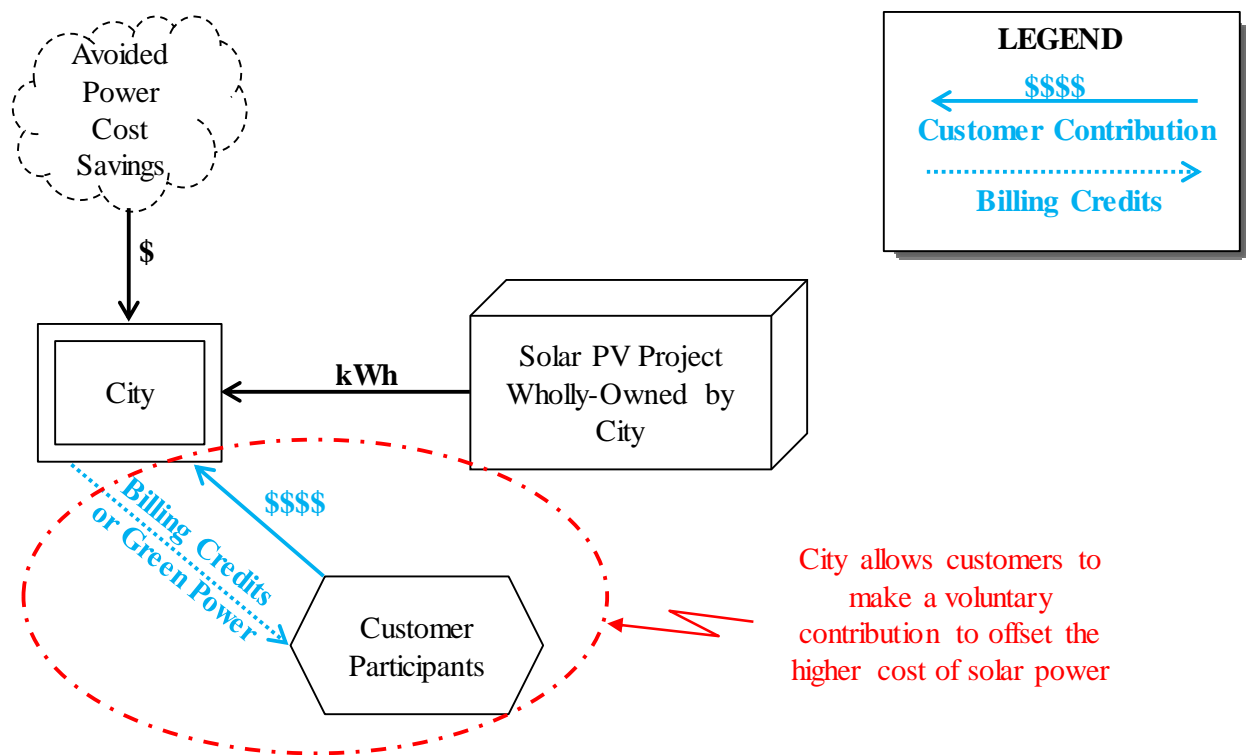 Avoided
Power
Cost
Savings
$
LEGEND
$$$$
Customer Contribution
Billing Credits
City
kWh
Solar PV Project
Wholly-Owned by
City
Billing Credits
or Green Power
$$$$
Customer
Participants
City allows customers to
make a voluntary
contribution to offset the
higher cost of solar power